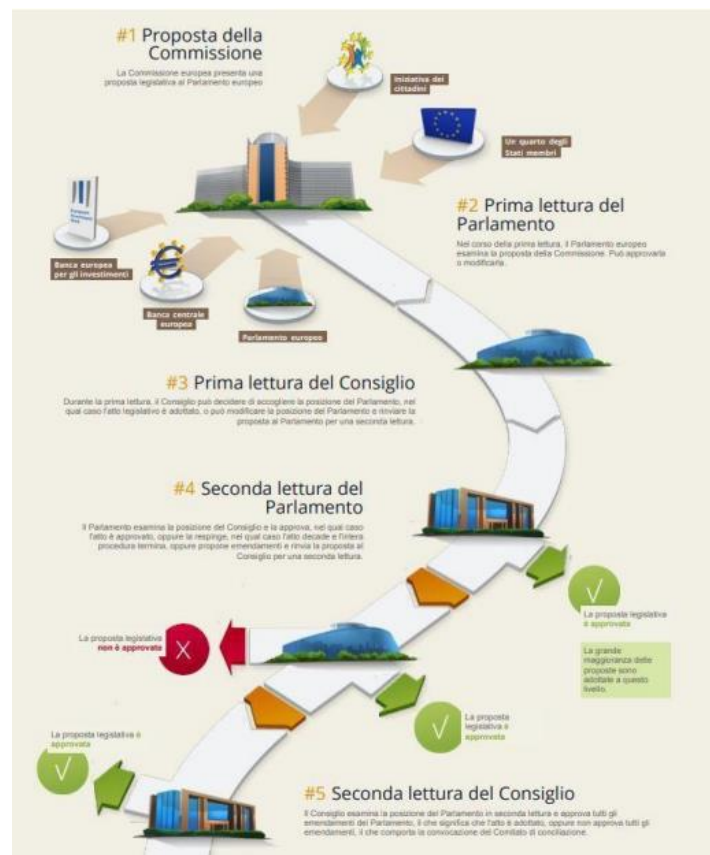 #1 Proposta della
Commissione
La Commissione europea presenta una
proposta legislativa al Parlamento europeo
Iniziativa dei
cittadini
Un quarto degli
Stati membri
European
Investment
Bank
Banca europea
per gli investimenti
Banca centrale
europea
Parlamento europeo
#2 Prima lettura del
Parlamento
Nel corso della prima lettura, il Parlamento europeo
esamina la proposta della Commissione. Può approvarla
o modificarla.
#3 Prima lettura del Consiglio
Durante la prima lettura, il Consiglio può decidere di accogliere la posizione del Parlamento, nel
qual caso l'atto legislativo è adottato, o può modificare la posizione del Parlamento e rinviare la
proposta al Parlamento per una seconda lettura.
#4 Seconda lettura del
Parlamento
Il Parlamento esamina la posizione del Consiglio e la approva, nel qual caso
l'atto è approvato, oppure la respinge, nel qual caso l'atto decade e l'intera
procedura termina, oppure propone emendamenti e rinvia la proposta al
Consiglio per una seconda lettura.
La proposta legislativa
è approvata
La grande
maggioranza delle
proposte sono
adottate a questo
livello.
La proposta legislativa
non è approvata
X
La proposta
legislativa è
approvata
La proposta legislativa è
approvata
#5 Seconda lettura del Consiglio
Il Consiglio esamina la posizione del Parlamento in seconda lettura e approva tutti gli
emendamenti del Parlamento, il che significa che l'atto è adottato, oppure non approva tutti gli
emendamenti, il che comporta la convocazione del Comitato di conciliazione.